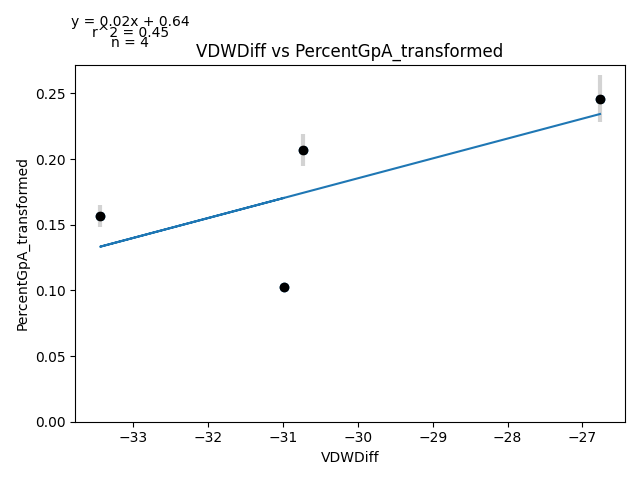 y = 0.02x + 0.64
r^2 = 0.45
n = 4
VDWDiff vs PercentGpA_transformed
PercentGpA_transformed
0.25
0.20
0.15
0.10
0.05
0.00
−33 −32 −31 −30 −29 −28 −27
VDWDiff